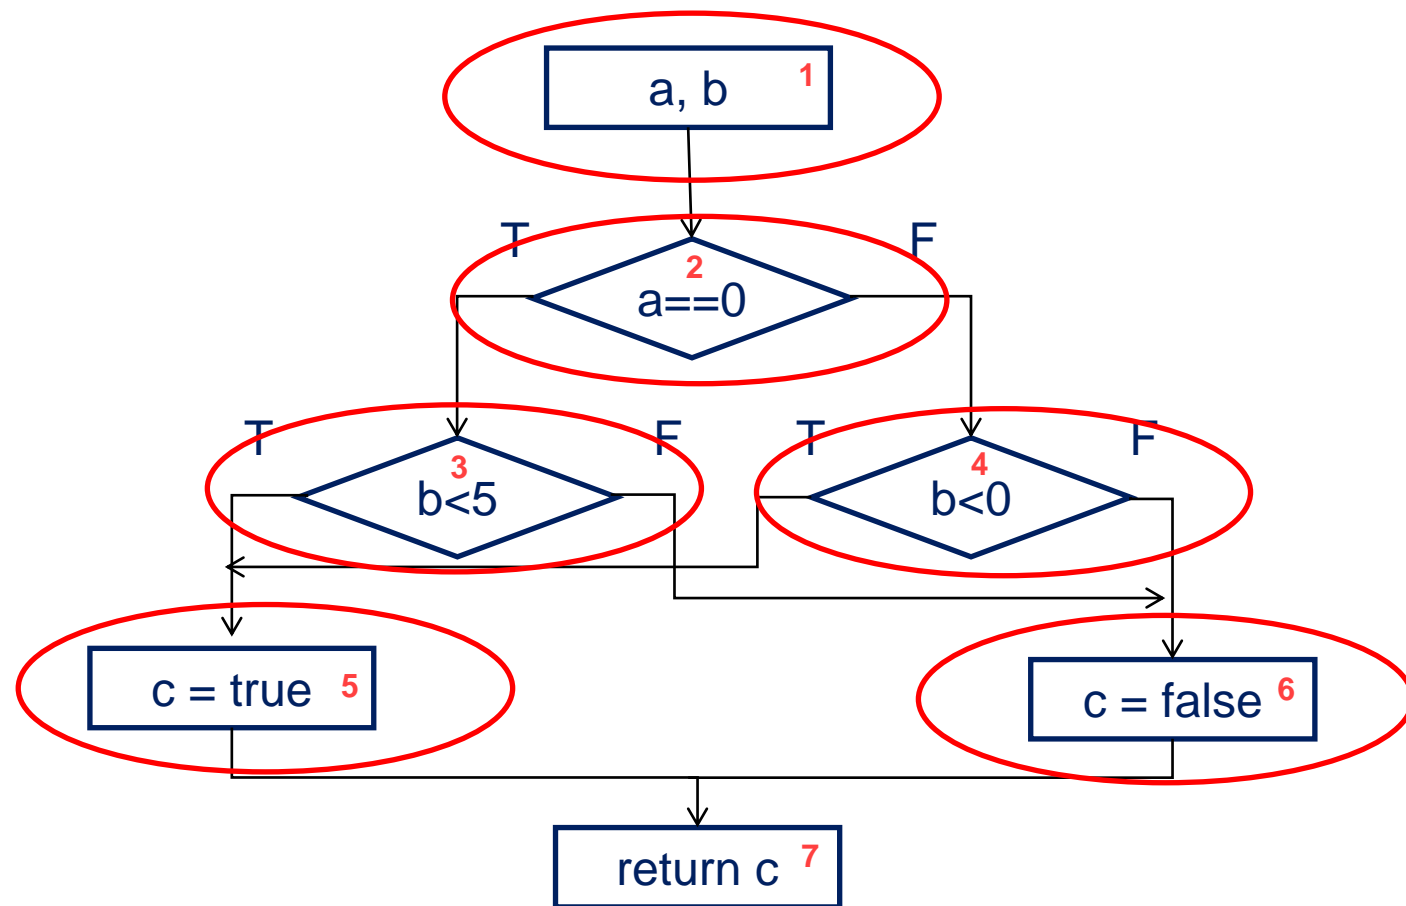 a, b 1
T F
2
a==0
T F T F
3 4
b<5 b<0
c = true 5
c = false 6
return c 7